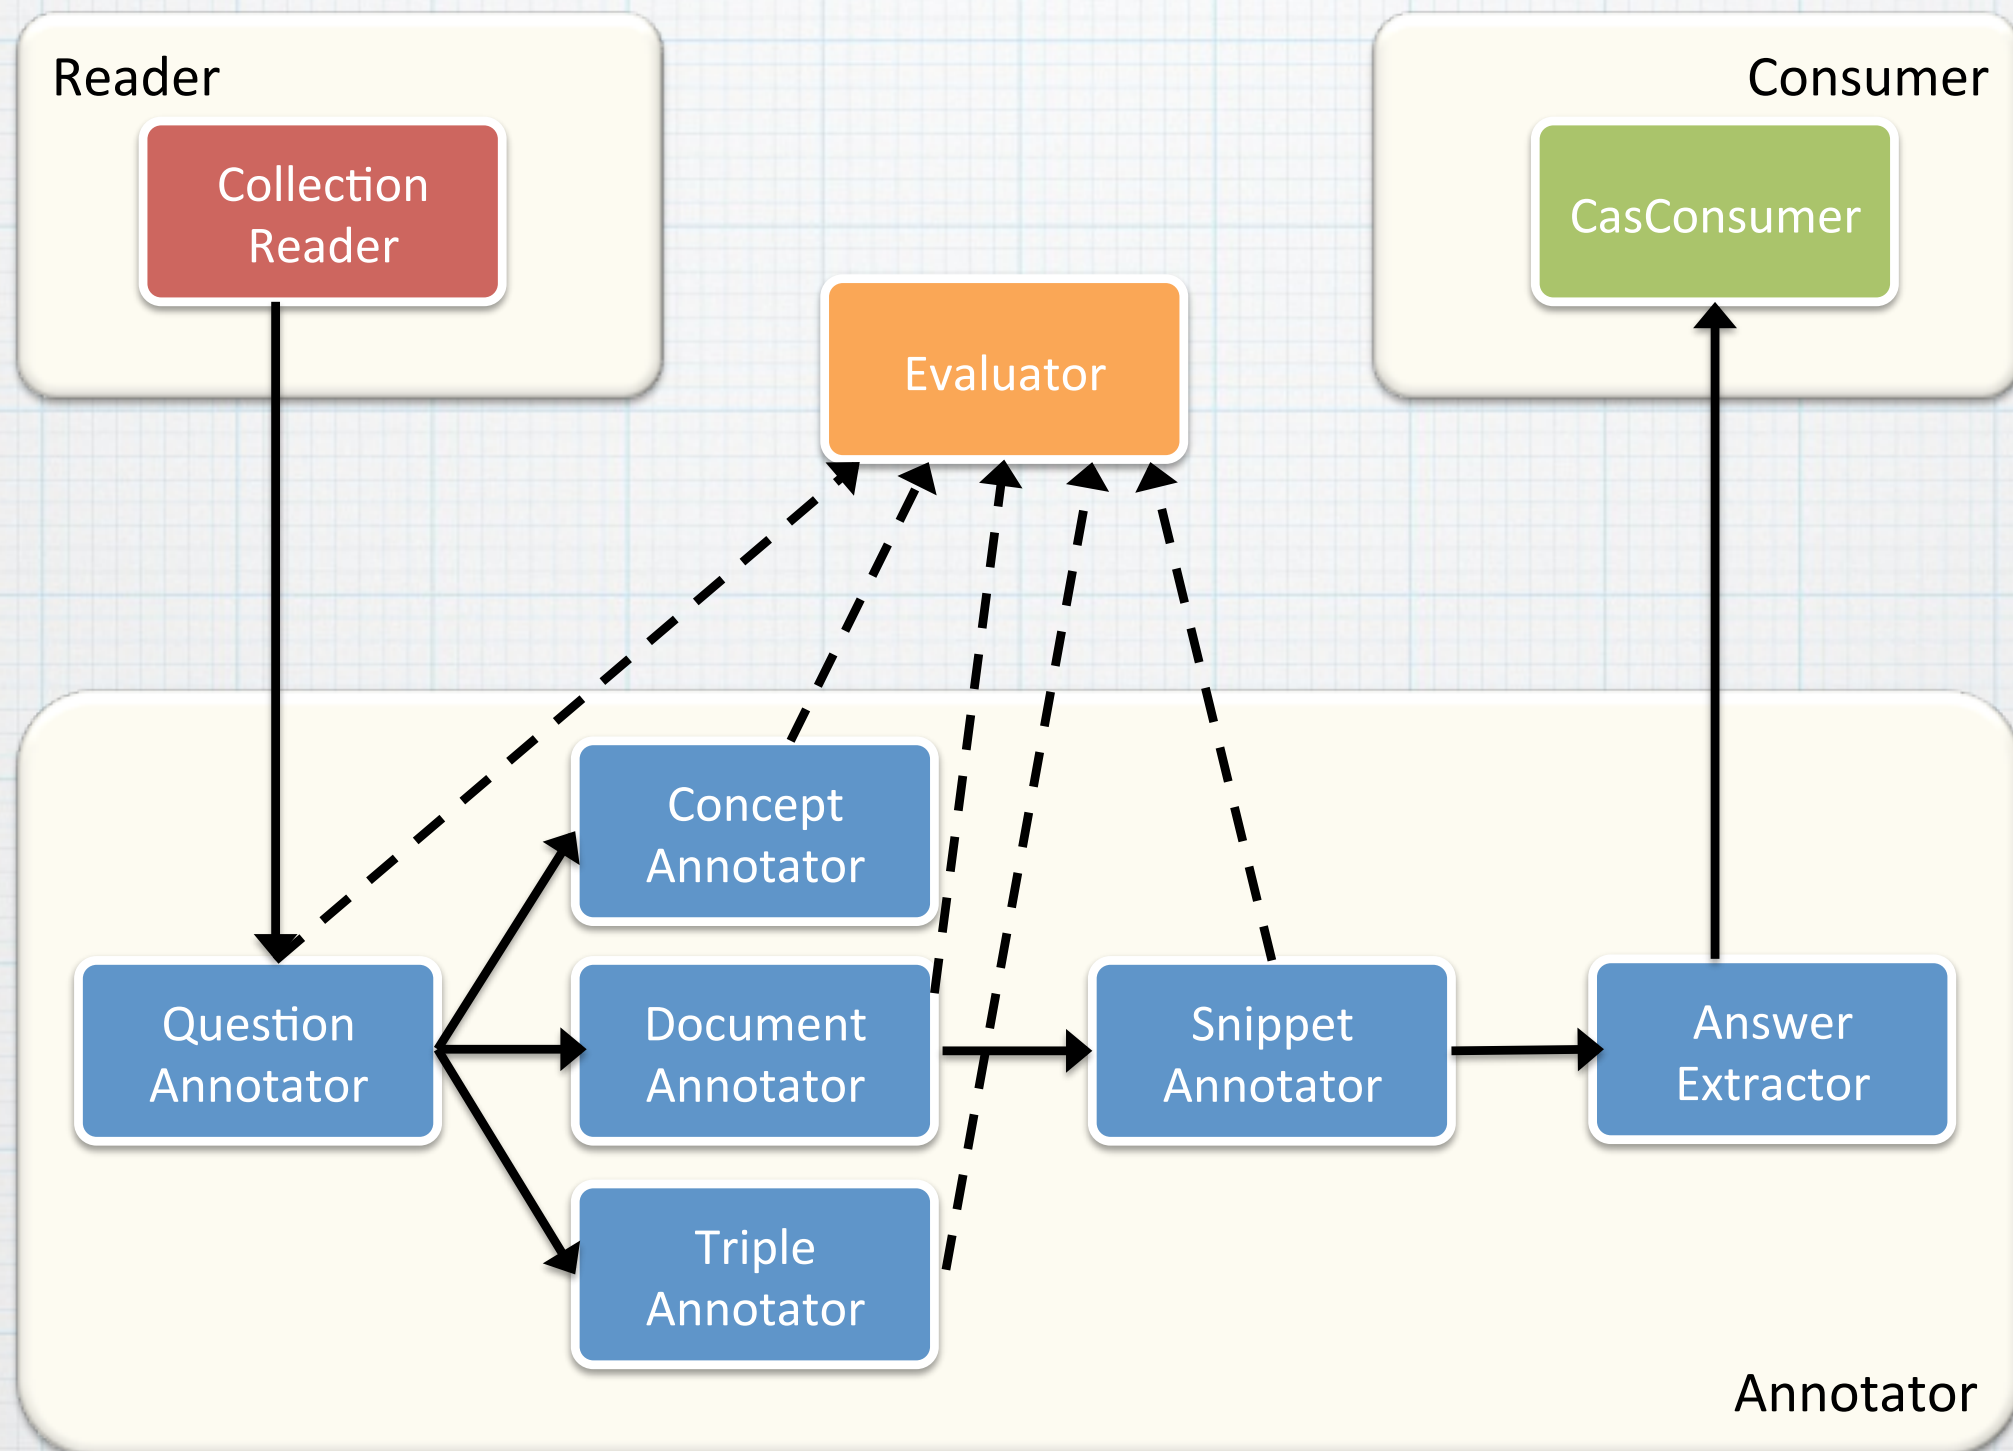 Reader
Collection
Reader
Consumer
CasConsumer
Evaluator
Concept
Annotator
Question
Annotator
Document
Annotator
Snippet
Annotator
Answer
Extractor
Triple
Annotator
Annotator